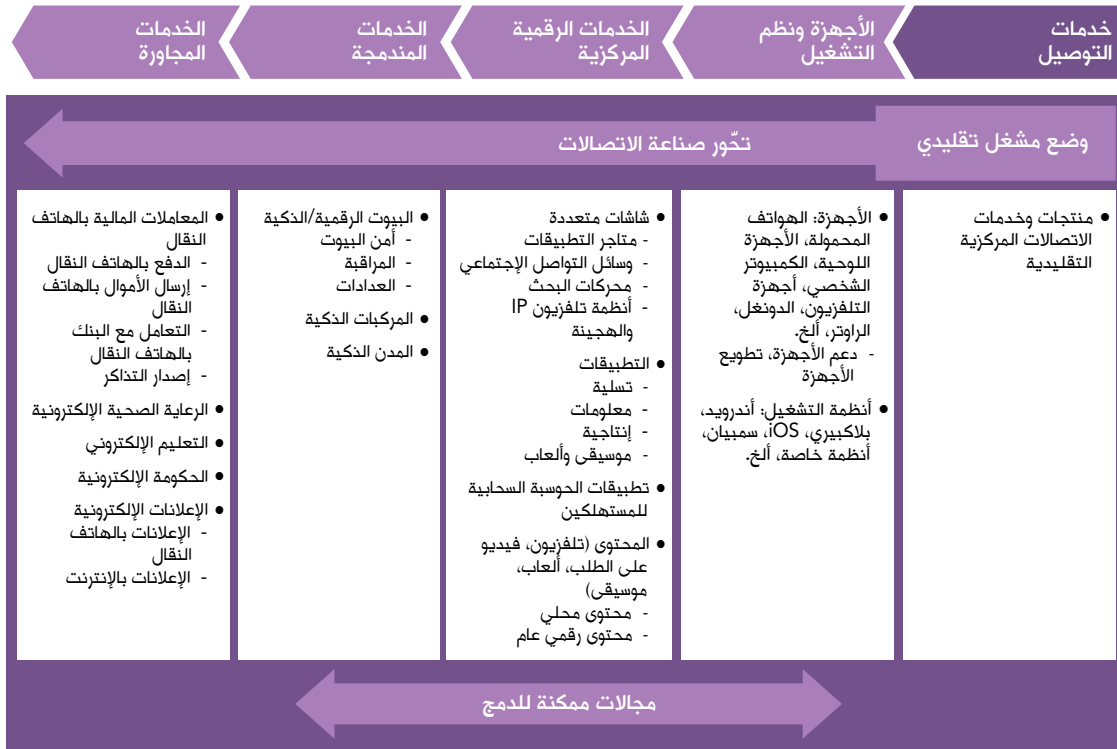 خدمات
التوصيل
الأجهزة ونظم
التشغيل
الخدمات الرقمية
المركزية
الخدمات
المندمجة
الخدمات
المجاورة
وضع مشغل تقليدي
تحّور صناعة الاتصالات
• منتجات وخدمات
الاتصالات المركزية
التقليدية
• الأجهزة: الهواتف
المحمولة، الأجهزة
اللوحية، الكمبيوتر
الشخصي، أجهزة
التلفزيون، الدونغل،
الراوتر، ألخ.
- دعم الأجهزة، تطويع
الأجهزة
• أنظمة التشغيل: أندرويد،
بلاكبيري، iOS، سمبيان،
أنظمة خاصة، ألخ.
• شاشات متعددة
- متاجر التطبيقات
- وسائل التواصل الإجتماعي
- محركات البحث
- أنظمة تلفزيون IP
والهجينة
• التطبيقات
- تسلية
- معلومات
- إنتاجية
- موسيقى وألعاب
• تطبيقات الحوسبة السحابية
للمستهلكين
• المحتوى (تلفزيون، فيديو
على الطلب، ألعاب،
موسيقى)
- محتوى محلي
- محتوى رقمي عام
• البيوت الرقمية/الذكية
- أمن البيوت
- المراقبة
- العدادات
• المركبات الذكية
• المدن الذكية
• المعاملات المالية بالهاتف
النقال
- الدفع بالهاتف النقال
- إرسال الأموال بالهاتف
النقال
- التعامل مع البنك
بالهاتف النقال
- إصدار التذاكر
• الرعاية الصحية الإلكترونية
• التعليم الإلكتروني
• الحكومة الإلكترونية
• الإعلانات الإلكترونية
- الإعلانات بالهاتف
النقال
- الإعلانات بالإنترنت
مجالات ممكنة للدمج